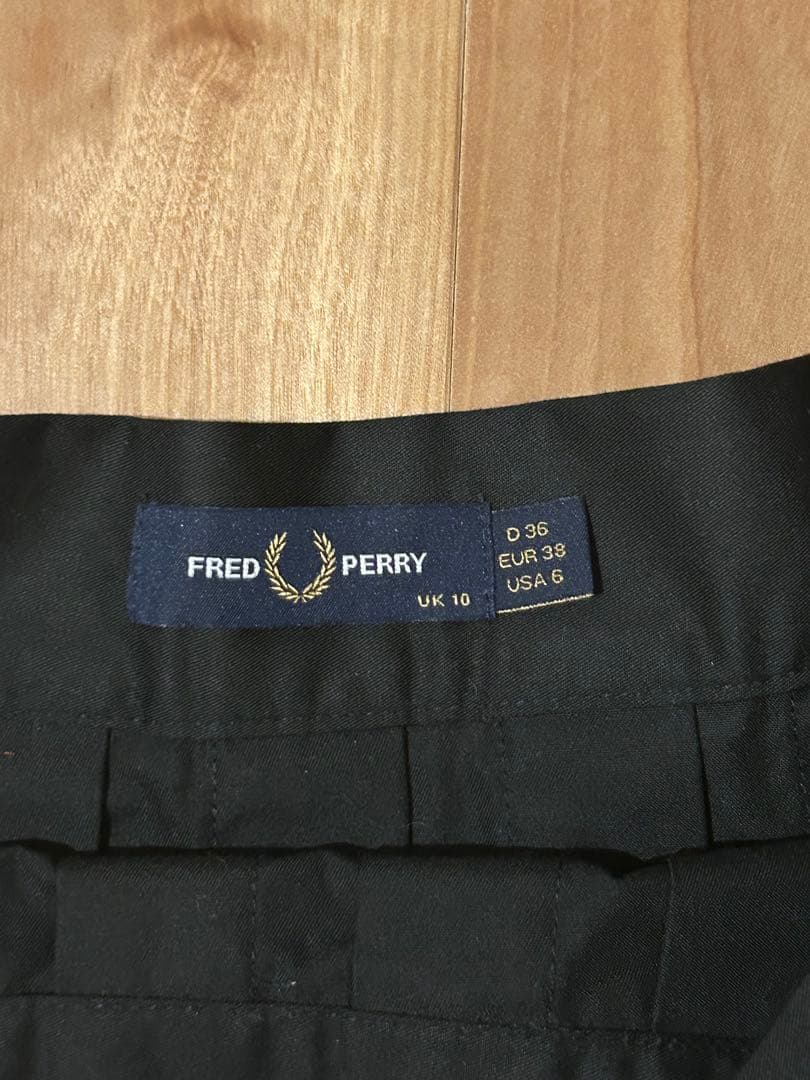 FRED PERRY
UK 10
D 36
EUR 38
USA 6